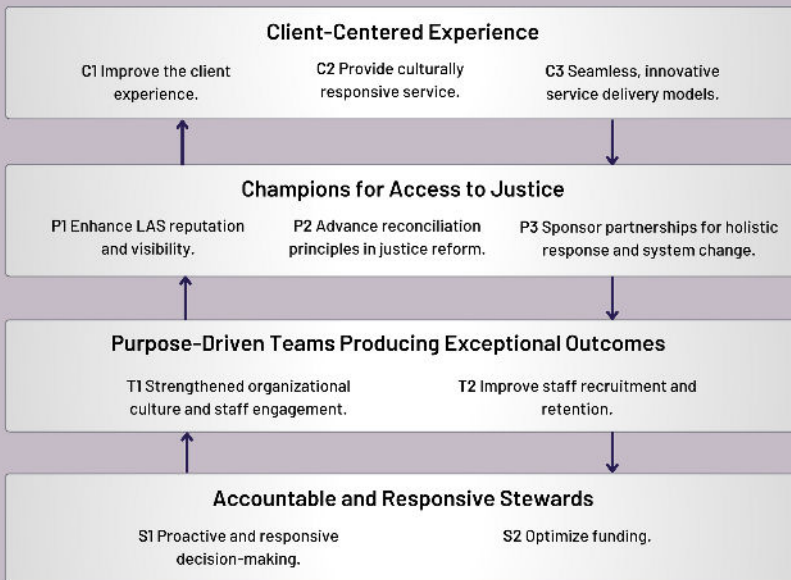 Client-Centered Experience
C1 Improve the client
experience.
C2 Provide culturally
responsive service.
C3 Seamless, innovative
service delivery models.
Champions for Access to Justice
P1 Enhance LAS reputation
and visibility.
P2 Advance reconciliation
principles in justice reform.
P3 Sponsor partnerships for holistic
response and system change.
Purpose-Driven Teams Producing Exceptional Outcomes
T1 Strengthened organizational
culture and staff engagement.
T2 Improve staff recruitment and
retention.
Accountable and Responsive Stewards
S1 Proactive and responsive
decision-making.
S2 Optimize funding.